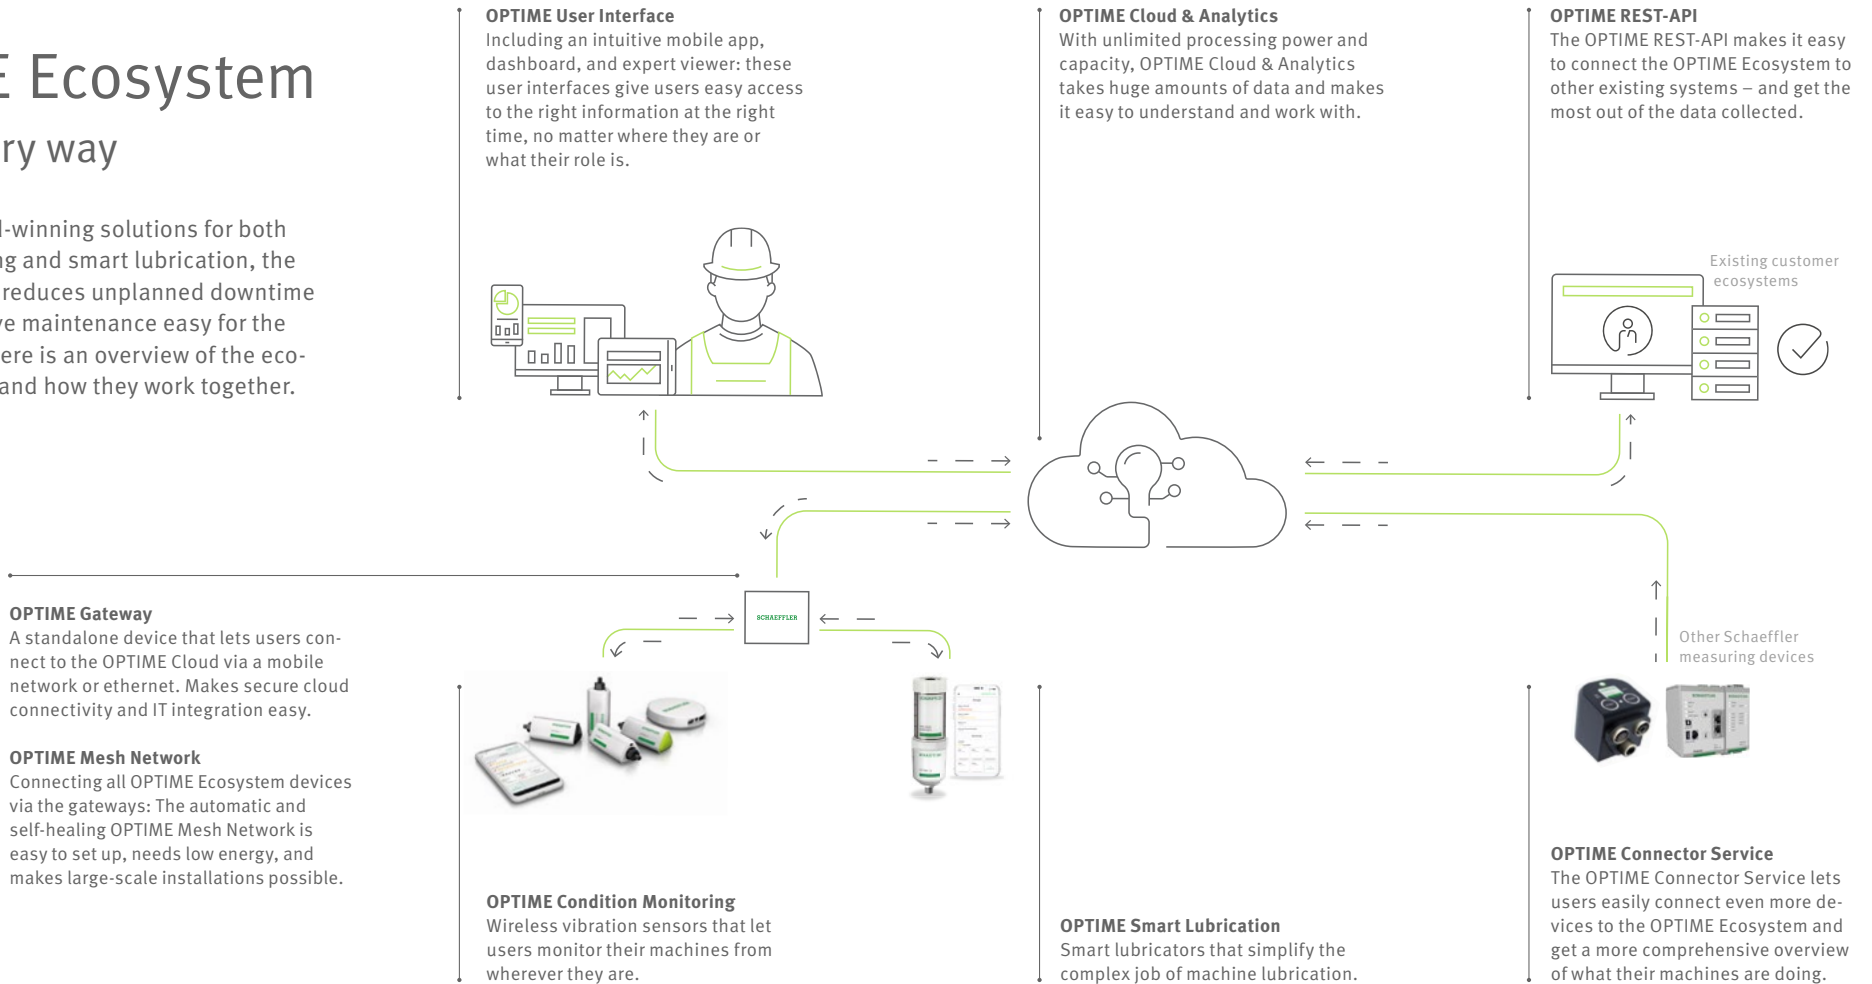 E Ecosystem
ry way
l-winning solutions for both
ng and smart lubrication, the
reduces unplanned downtime
ve maintenance easy for the
ere is an overview of the eco-
and how they work together.
OPTIME User Interface
Including an intuitive mobile app,
dashboard, and expert viewer: these
user interfaces give users easy access
to the right information at the right
time, no matter where they are or
what their role is.
OPTIME Cloud & Analytics
With unlimited processing power and
capacity, OPTIME Cloud & Analytics
takes huge amounts of data and makes
it easy to understand and work with.
OPTIME REST-API
The OPTIME REST-API makes it easy
to connect the OPTIME Ecosystem to
other existing systems – and get the
most out of the data collected.
Existing customer
ecosystems
SCHAEFFLER
Other Schaeffler
measuring devices
OPTIME Gateway
A standalone device that lets users con-
nect to the OPTIME Cloud via a mobile
network or ethernet. Makes secure cloud
connectivity and IT integration easy.
OPTIME Mesh Network
Connecting all OPTIME Ecosystem devices
via the gateways: The automatic and
self-healing OPTIME Mesh Network is
easy to set up, needs low energy, and
makes large-scale installations possible.
OPTIME Condition Monitoring
Wireless vibration sensors that let
users monitor their machines from
wherever they are.
OPTIME Smart Lubrication
Smart lubricators that simplify the
complex job of machine lubrication.
OPTIME Connector Service
The OPTIME Connector Service lets
users easily connect even more de-
vices to the OPTIME Ecosystem and
get a more comprehensive overview
of what their machines are doing.